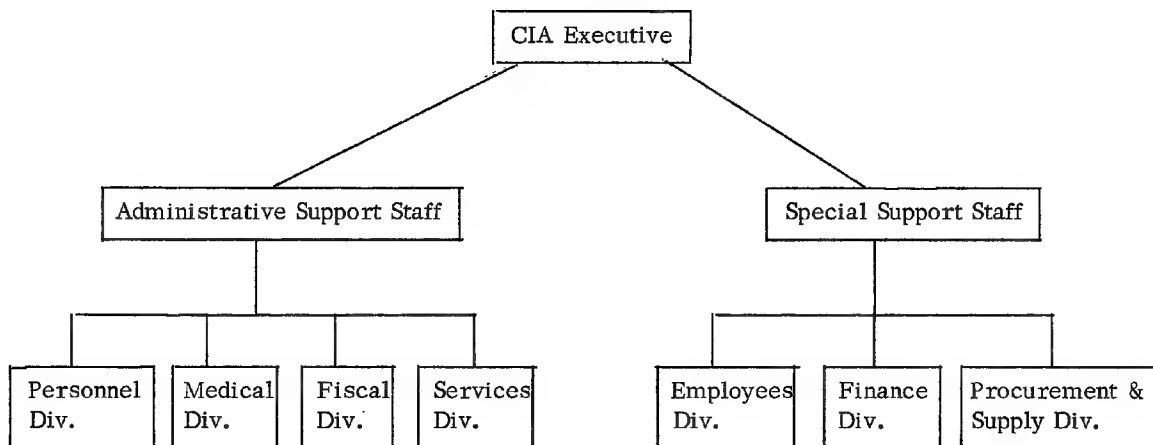 CIA Executive
Administrative Support Staff
Special Support Staff
Personnel
Div.
Medical
Div.
Fiscal
Div.
Services
Div.
Employees
Div.
Finance
Div.
Procurement &
Supply Div.